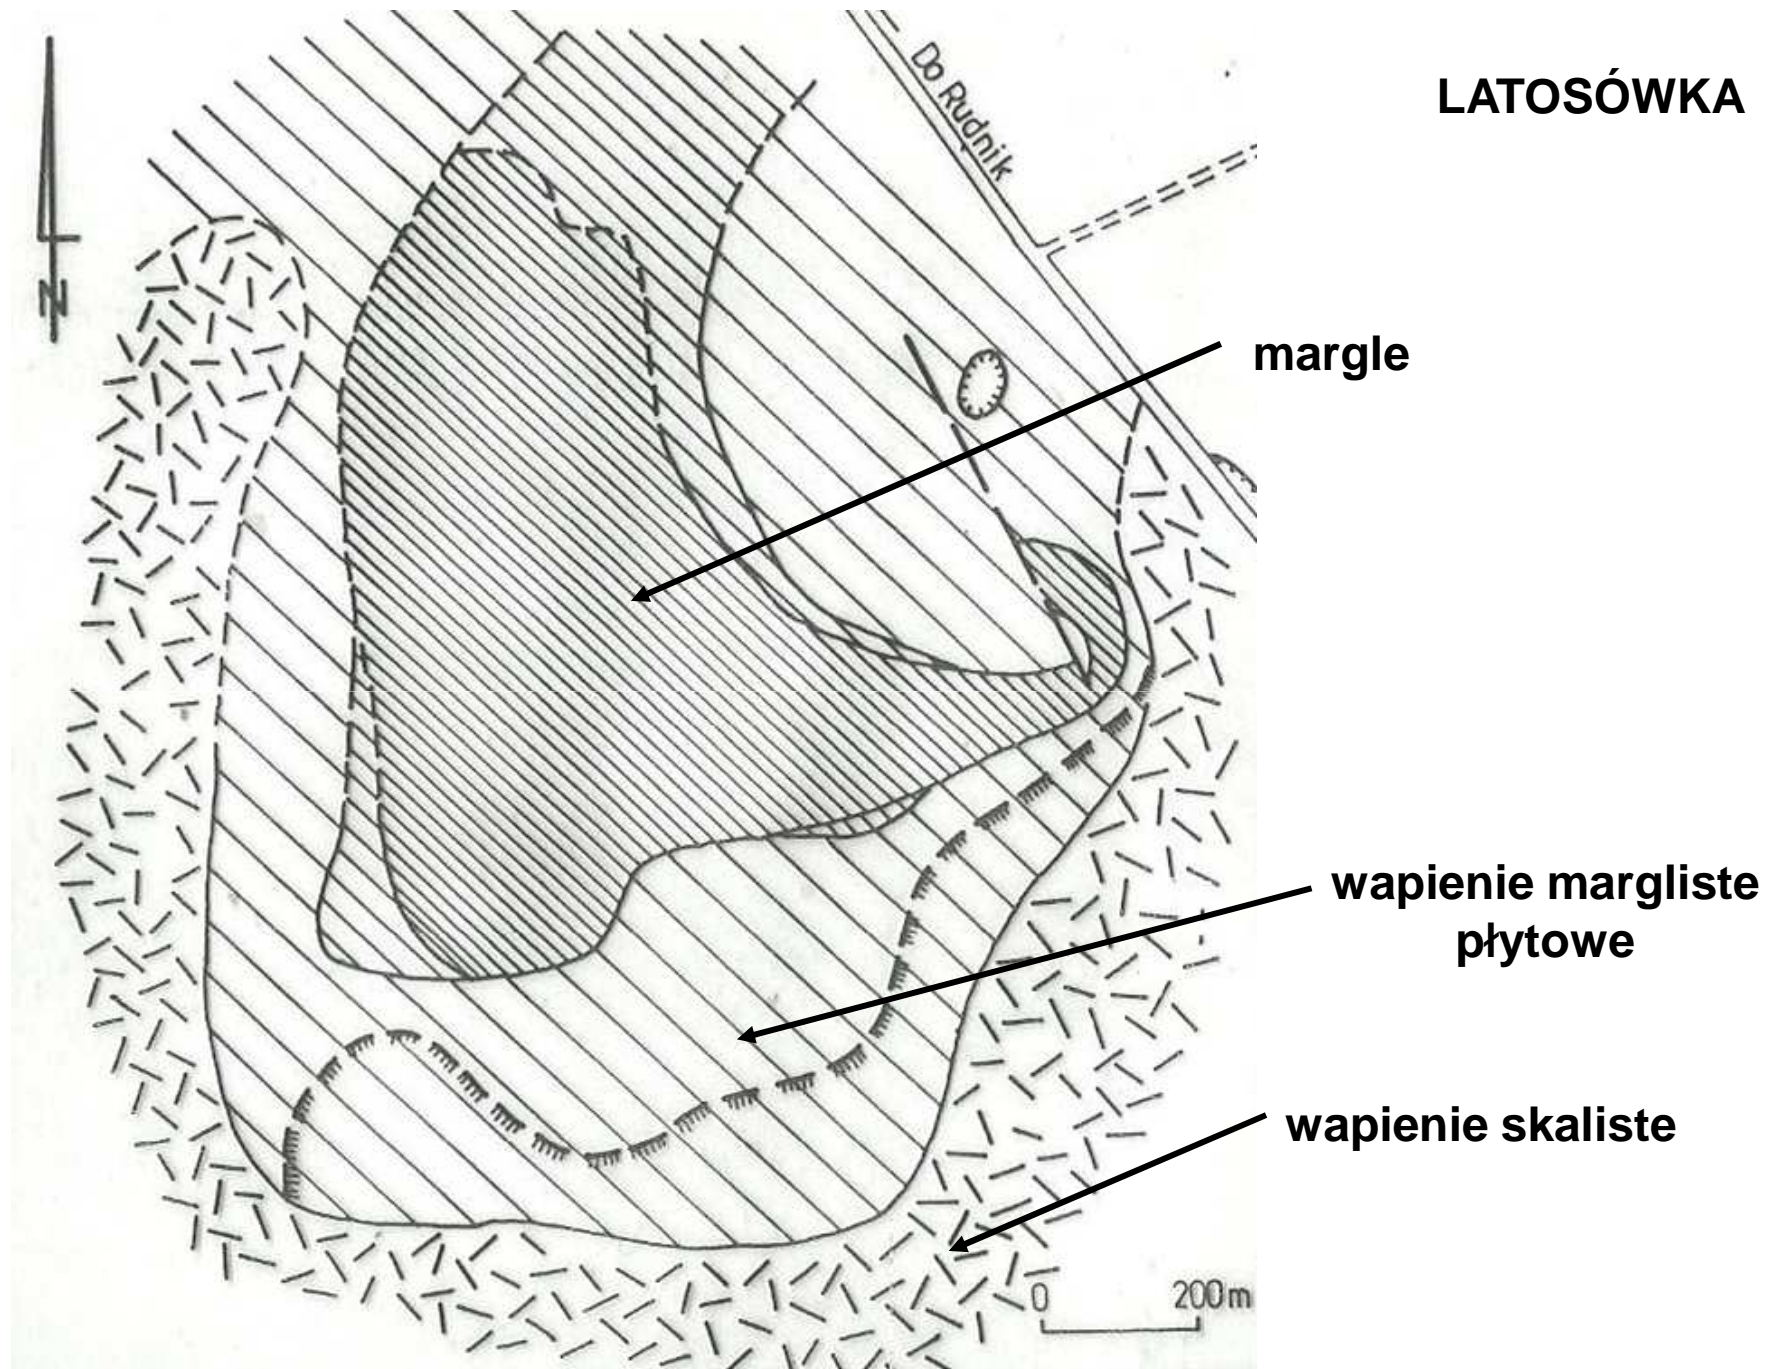 LATOSÓWKA
Do Rudnik
N
margle
wapienie margliste
płytowe
wapienie skaliste
0 200m